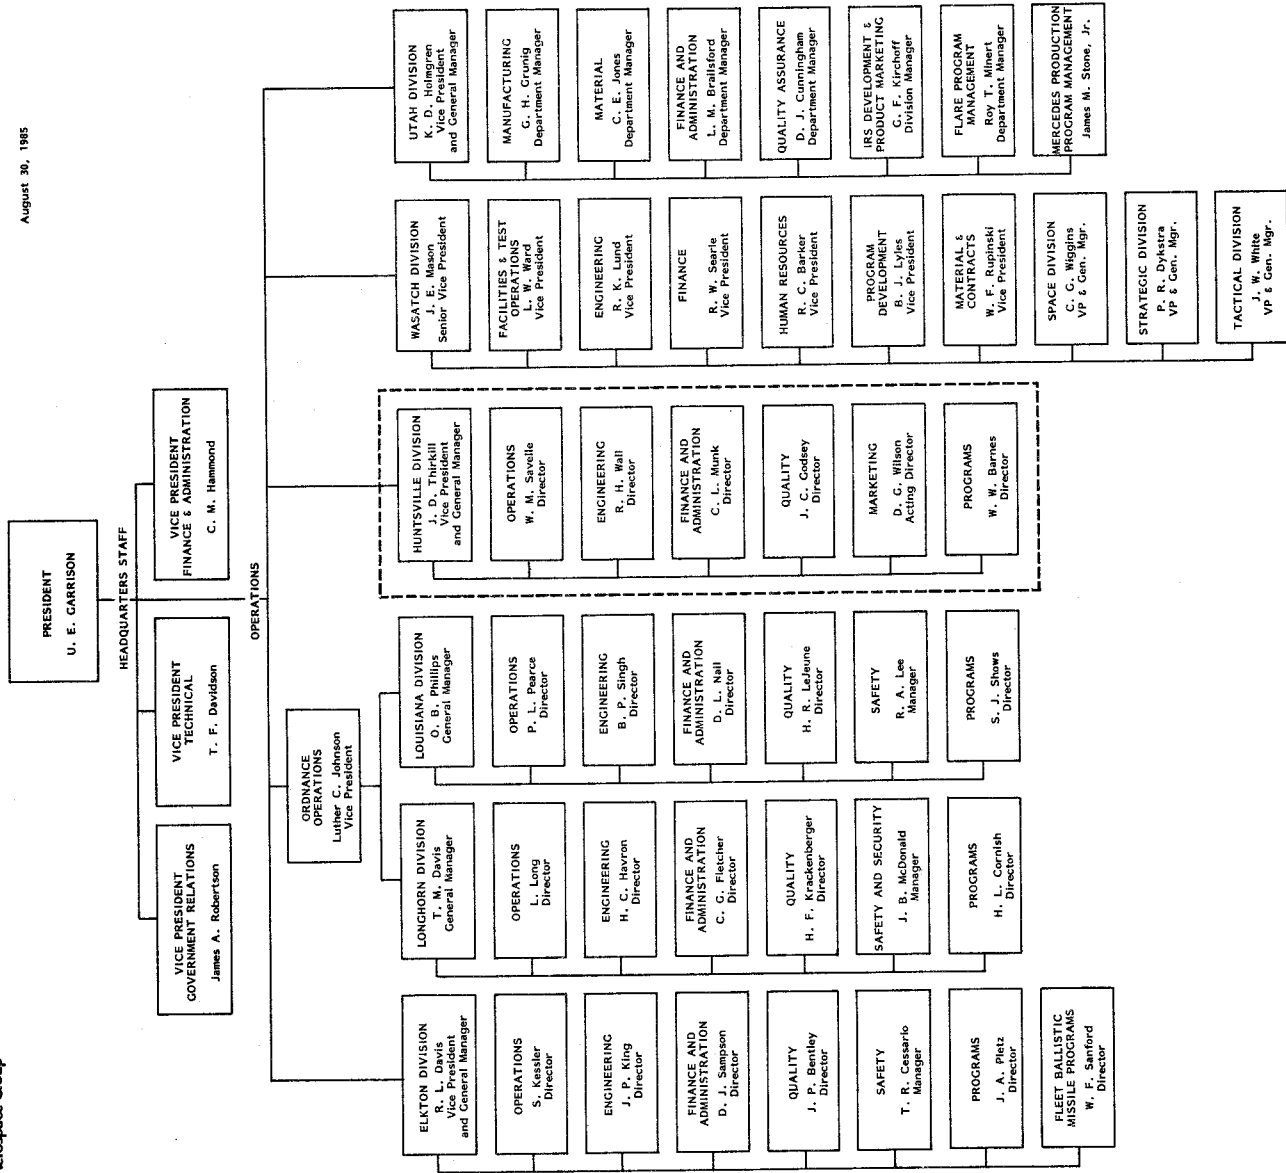 August 30, 1985
PRESIDENT
U. E. GARRISON
HEADQUARTERS STAFF
VICE PRESIDENT
GOVERNMENT RELATIONS
James A. Robertson
VICE PRESIDENT
TECHNICAL
T. F. Davidson
VICE PRESIDENT
FINANCE & ADMINISTRATION
C. M. Hammond
OPERATIONS
ORDNANCE
OPERATIONS
Luther C. Johnson
Vice President
ELKTON DIVISION
R. L. Davis
Vice President
and General Manager
OPERATIONS
S. Kessler
Director
ENGINEERING
J. P. King
Director
FINANCE AND
ADMINISTRATION
D. J. Sampson
Director
QUALITY
J. P. Bentley
Director
SAFETY
T. R. Cessario
Manager
PROGRAMS
J. A. Pletz
Director
FLEET BALLISTIC
MISSILE PROGRAMS
W. F. Sanford
Director
LONGHORN DIVISION
T. M. Davis
General Manager
OPERATIONS
L. Long
Director
ENGINEERING
H. C. Havron
Director
FINANCE AND
ADMINISTRATION
C. G. Fletcher
Director
QUALITY
H. F. Krackenberger
Director
SAFETY AND SECURITY
J. B. McDonald
Manager
PROGRAMS
H. L. Cornish
Director
LOUISIANA DIVISION
O. B. Phillips
General Manager
OPERATIONS
P. L. Pearce
Director
ENGINEERING
B. P. Singh
Director
FINANCE AND
ADMINISTRATION
D. L. Nail
Director
QUALITY
H. R. LeJeune
Director
SAFETY
R. A. Lee
Manager
PROGRAMS
S. J. Shows
Director
HUNTSVILLE DIVISION
J. D. Thirkill
Vice President
and General Manager
OPERATIONS
W. M. Savelle
Director
ENGINEERING
R. H. Wall
Director
FINANCE AND
ADMINISTRATION
C. L. Munk
Director
QUALITY
J. C. Godsey
Director
MARKETING
D. G. Wilson
Acting Director
PROGRAMS
W. W. Barnes
Director
WASATCH DIVISION
J. E. Mason
Senior Vice President
FACILITIES & TEST
OPERATIONS
L. W. Ward
Vice President
ENGINEERING
R. K. Lund
Vice President
FINANCE
R. W. Searle
Vice President
HUMAN RESOURCES
R. C. Barker
Vice President
PROGRAM
DEVELOPMENT
B. J. Lyles
Vice President
MATERIAL &
CONTRACTS
W. F. Rupinski
Vice President
SPACE DIVISION
C. G. Wiggins
VP & Gen. Mgr.
STRATEGIC DIVISION
P. R. Dykstra
VP & Gen. Mgr.
TACTICAL DIVISION
J. W. White
VP & Gen. Mgr.
UTAH DIVISION
K. D. Holmgren
Vice President
and General Manager
MANUFACTURING
G. H. Grunig
Department Manager
MATERIAL
C. E. Jones
Department Manager
FINANCE AND
ADMINISTRATION
L. M. Brailsford
Department Manager
QUALITY ASSURANCE
D. J. Cunningham
Department Manager
IRS DEVELOPMENT &
PRODUCT MARKETING
G. F. Kirchoff
Division Manager
FLARE PROGRAM
MANAGEMENT
Roy T. Minert
Department Manager
MERCEDES PRODUCTION
PROGRAM MANAGEMENT
James M. Stone, Jr.